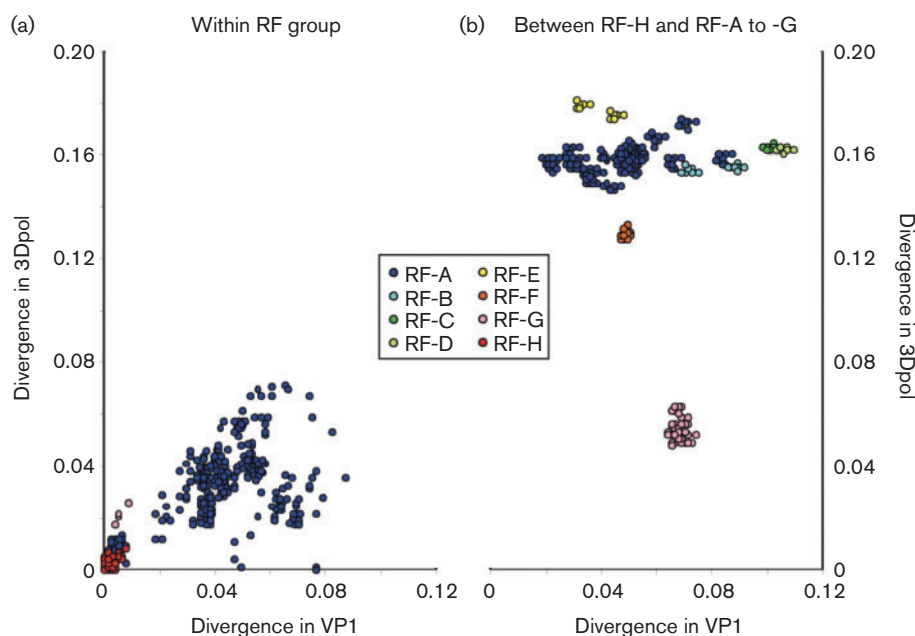 (a) Within RF group
(b) Between RF-H and RF-A to -G
0.20
0.16
0.12
0.08
0.04
0
Divergence in 3Dpol
0 0.04 0.08 0.12
Divergence in VP1
RF-A RF-E
RF-B RF-F
RF-C RF-G
RF-D RF-H
0.20
0.16
0.12
0.08
0.04
0
Divergence in 3Dpol
0 0.04 0.08 0.12
Divergence in VP1